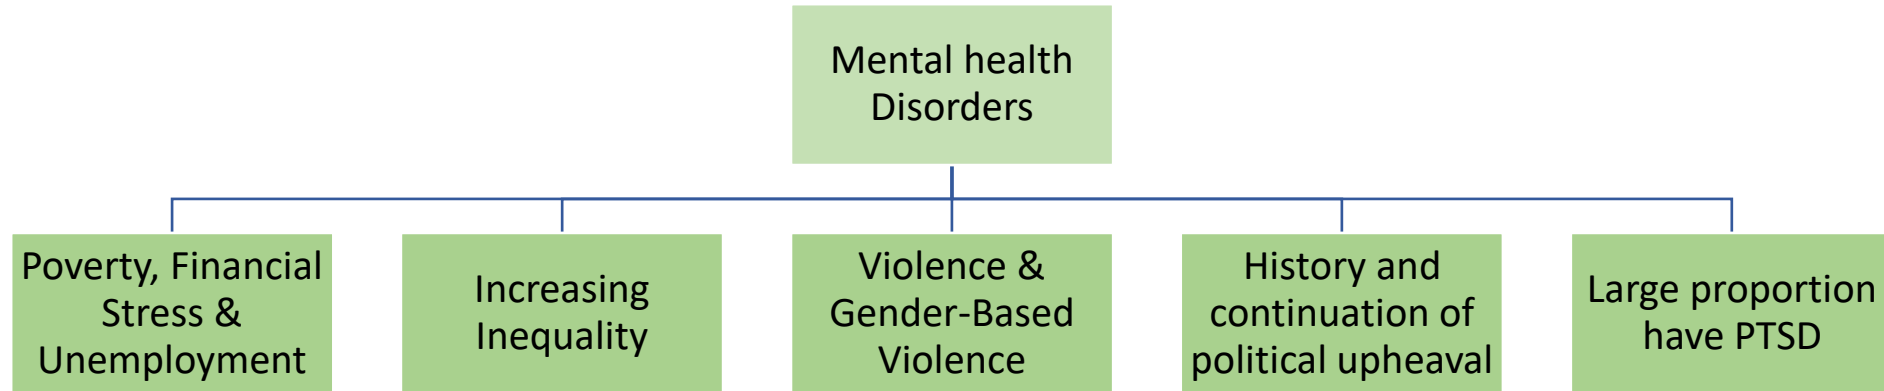 Mental health
Disorders
Poverty, Financial
Stress &
Unemployment
Increasing
Inequality
Violence &
Gender-Based
Violence
History and
continuation of
political upheaval
Large proportion
have PTSD